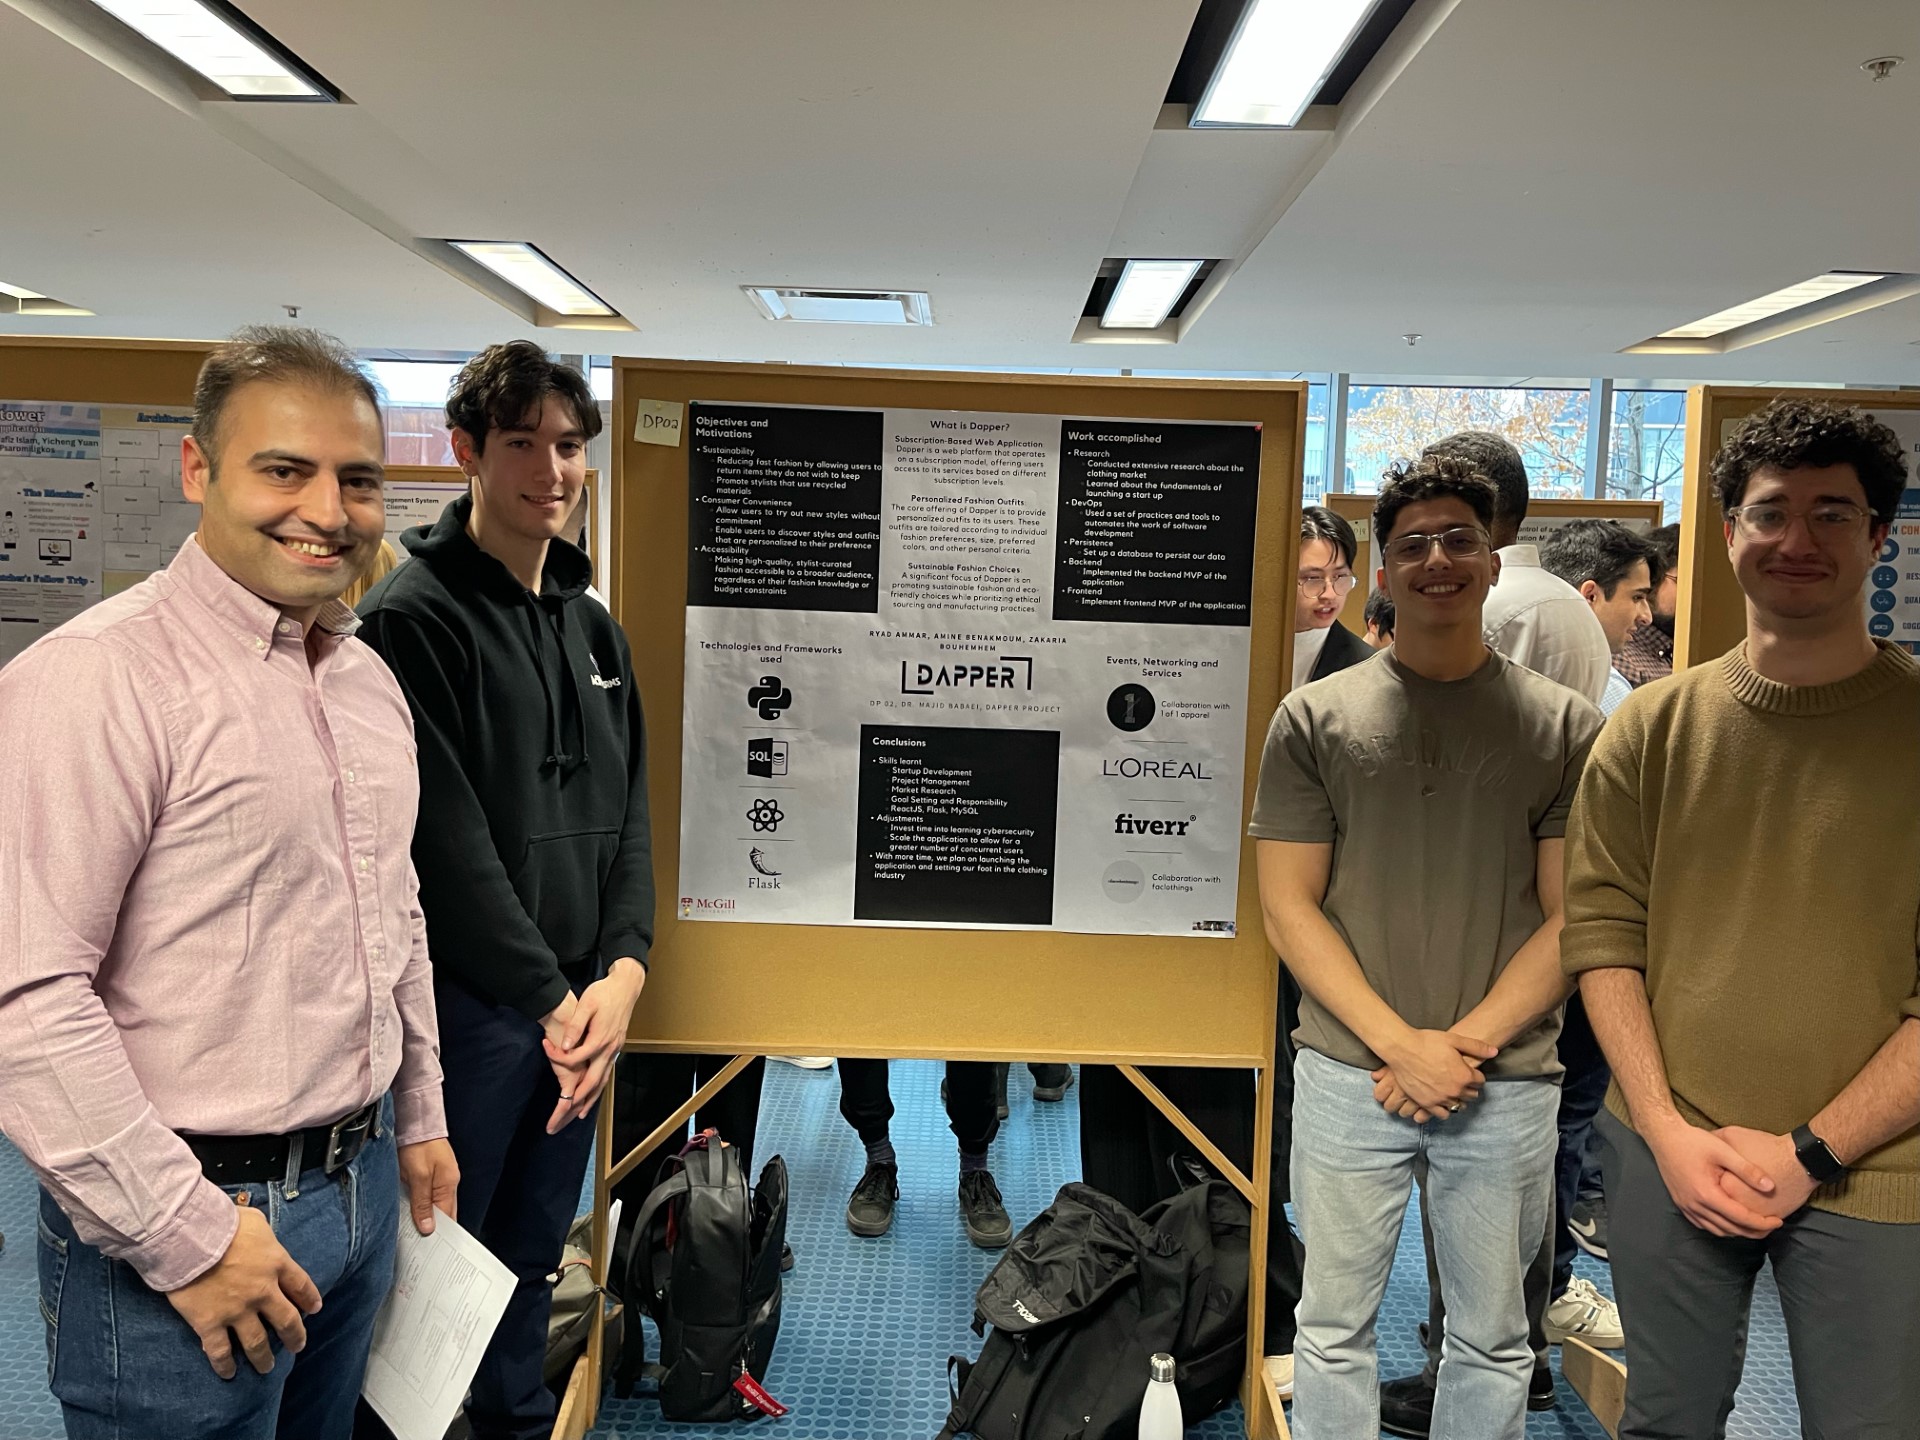 DP02
Objectives and
Motivations
Sustainability
Reducing fast fashion by allowing users to
return items they do not wish to keep
Promote stylists that use recycled
materials
Consumer Convenience
Allow users to try out new styles without
commitment
Enable users to discover styles and outfits
that are personalized to their preference
Accessibility
Making high-quality, stylist-curated
fashion accessible to a broader audience,
regardless of their fashion knowledge or
budget constraints
What is Dapper?
Subscription-Based Web Application:
Dapper is a web platform that operates
on a subscription model, offering users
access to its services based on different
subscription levels.
Personalized Fashion Outfits:
The core offering of Dapper is to provide
personalized outfits to its users. These
outfits are tailored according to individual
fashion preferences, size, preferred
colors, and other personal criteria.
Sustainable Fashion Choices:
A significant focus of Dapper is on
promoting sustainable fashion and eco-
friendly choices while prioritizing ethical
sourcing and manufacturing practices.
Work accomplished
Research
Conducted extensive research about the
clothing market
Learned about the fundamentals of
launching a start up
DevOps
Used a set of practices and tools to
automates the work of software
development
Persistence
Set up a database to persist our data
Backend
Implemented the backend MVP of the
application
Frontend
Implement frontend MVP of the application
RYAD AMMAR, AMINE BENAKMOUM, ZAKARIA
BOUHEMHEM
DAPPER
DP 02, DR. MAJID BABAEI, DAPPER PROJECT
Technologies and Frameworks
used
SQL
Flask
Conclusions
Skills learnt
Startup Development
Project Management
Market Research
Goal Setting and Responsibility
ReactJS, Flask, MySQL
Adjustments
Invest time into learning cybersecurity
Scale the application to allow for a
greater number of concurrent users
With more time, we plan on launching the
application and setting our foot in the clothing
industry
Events, Networking and
Services
1
Collaboration with
1 of 1 apparel
L'ORÉAL
fiverr®
Collaboration with
faclothings
McGill
UNIVERSITY
tower
Yicheng Yuan
Psaromiligkos
The Monitor
Follow Trip
BROOKLYN
McGill Engineering